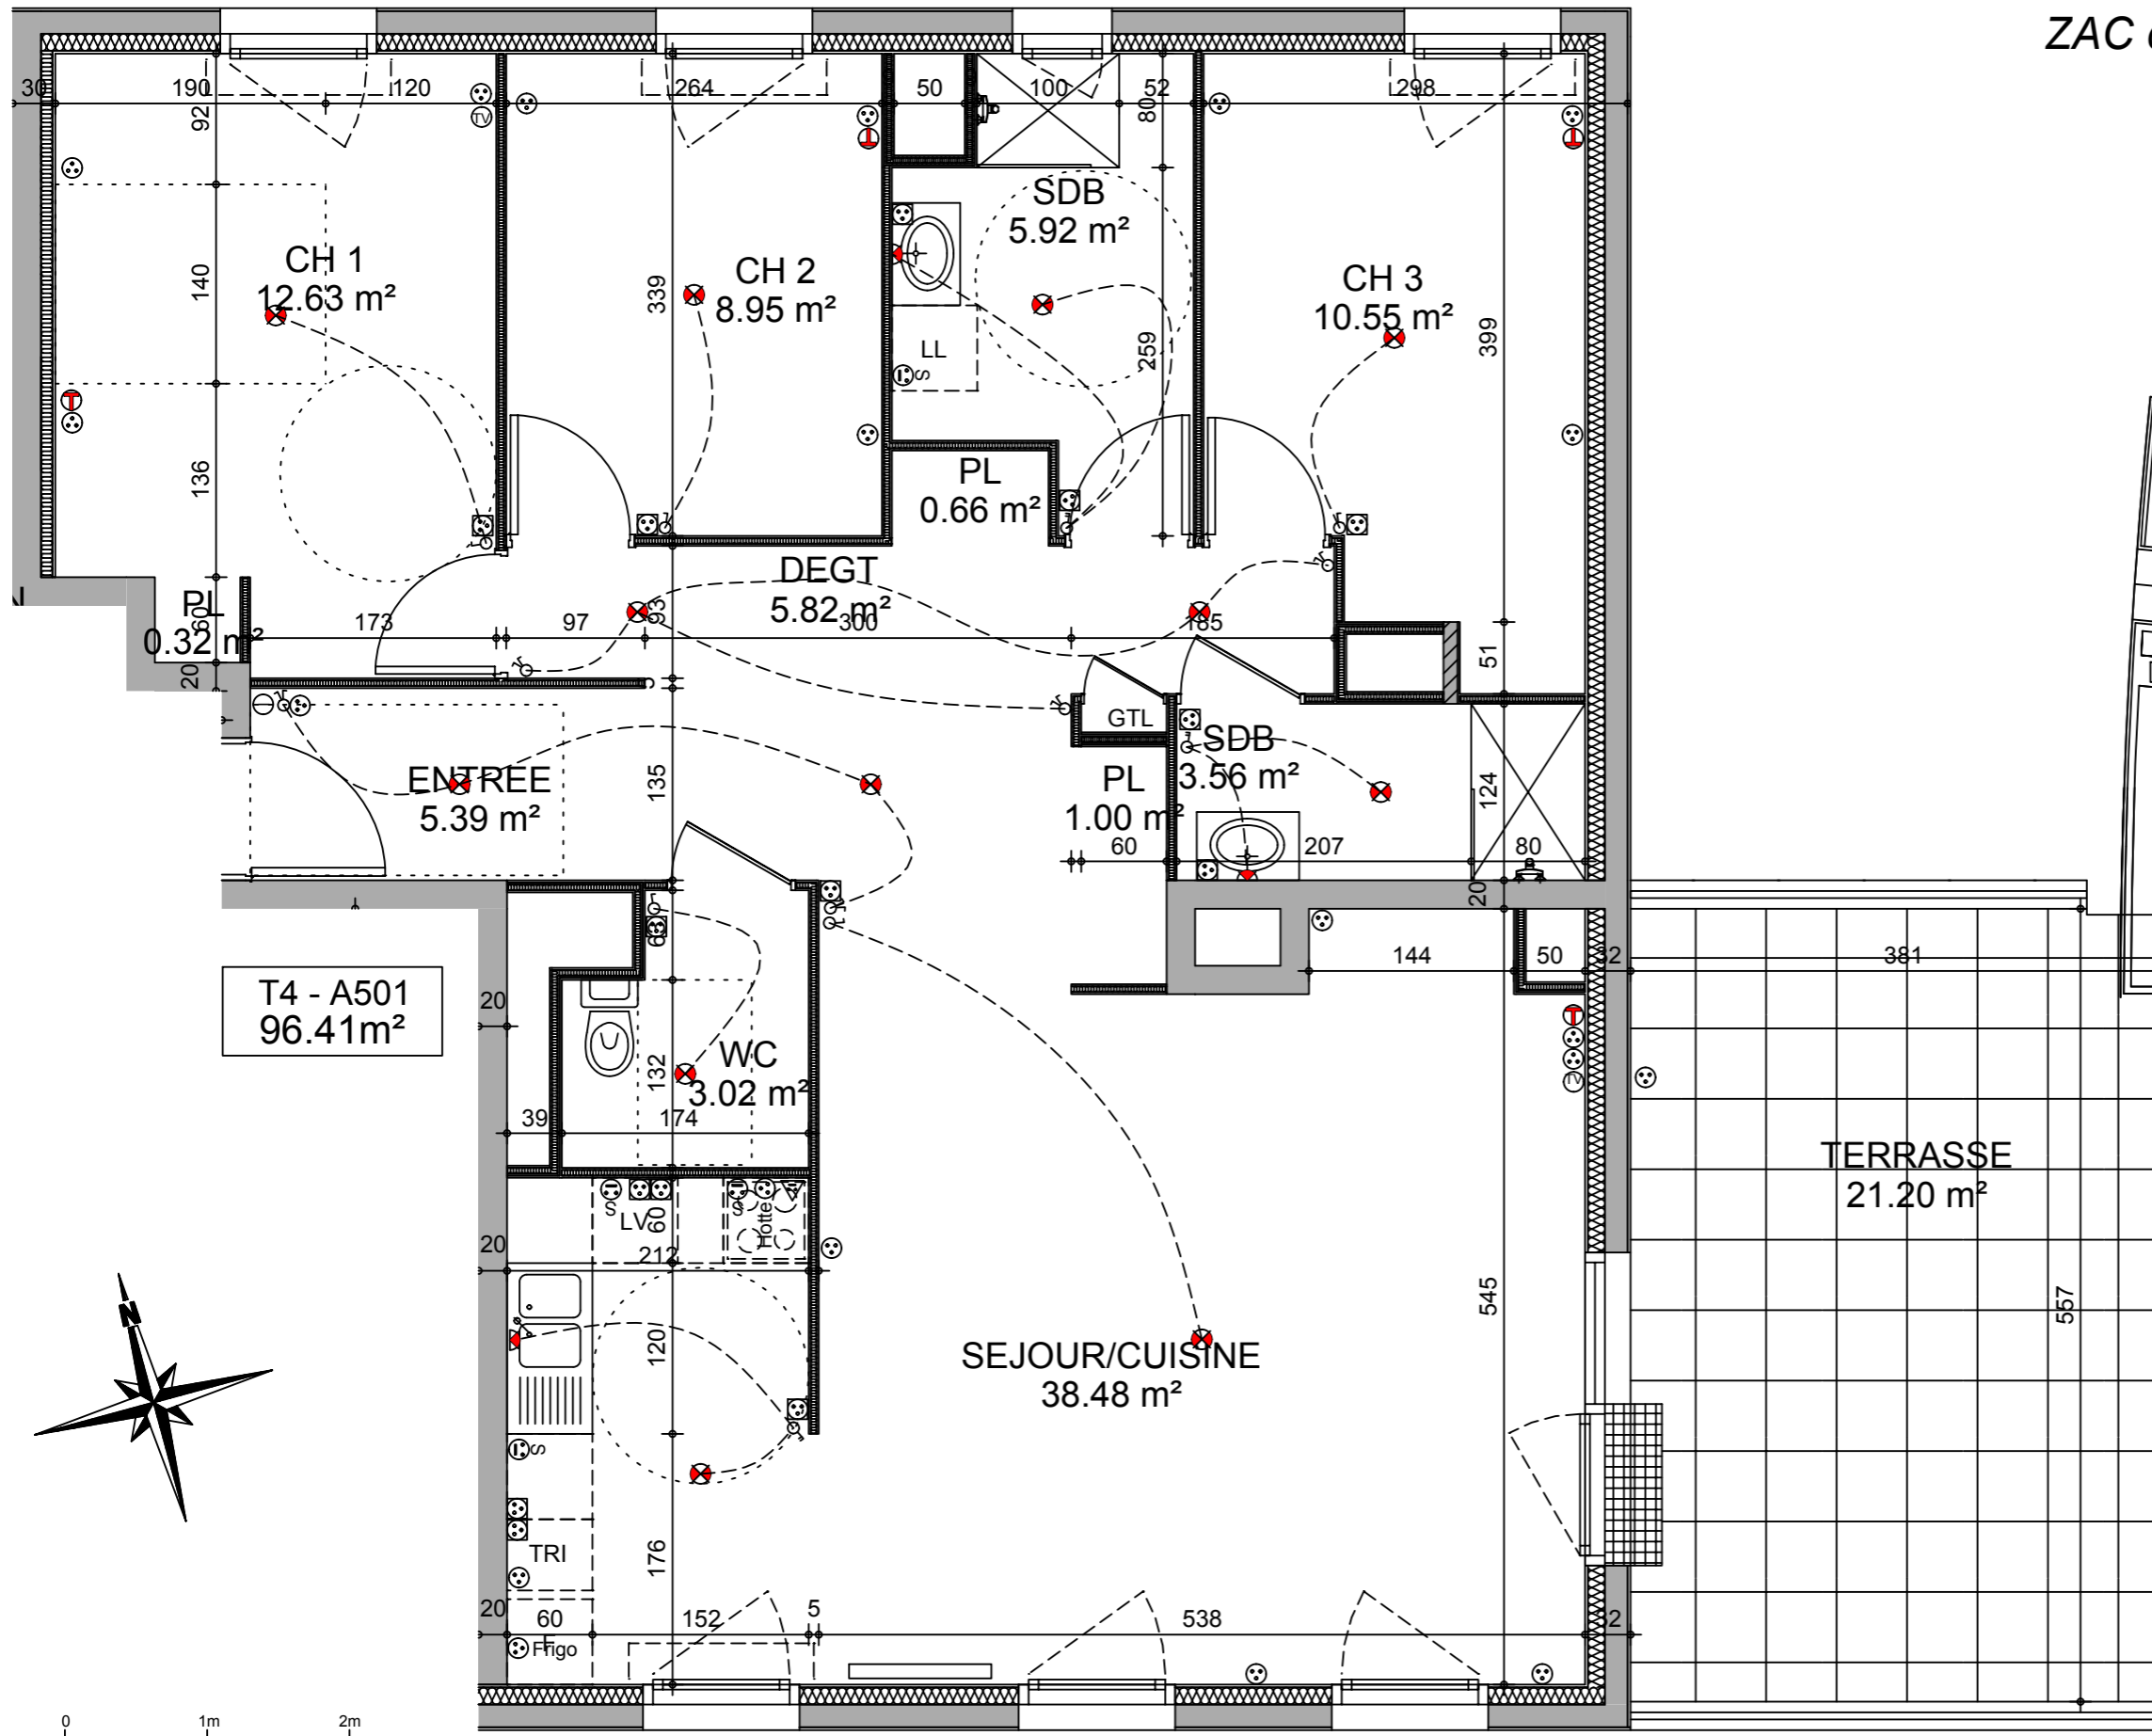 ZAC
30 190 120 264 50 100 52 298
92
80
CH 1
12.63 m²
140
136
CH 2
8.95 m²
339
SDB
5.92 m²
259
LL
S
CH 3
10.55 m²
399
TV
PL
0.66 m²
PL
0.32 m²
60
20
DEGT
5.82 m²
93
173 97 300 185
51
GTL
SDB
3.56 m²
ENTREE
5.39 m²
135
PL
1.00 m²
124
60 207 80
20
63
144 50 32 381
T4 - A501
96.41m²
20
WC
3.02 m²
132
39 174
TV
TERRASSE
21.20 m²
S
LV
60
S
Hotte
20
212
120
545
557
SEJOUR/CUISINE
38.48 m²
N
S
TRI
176
20 60 152 5 538 32
F
Frigo
0 1m 2m